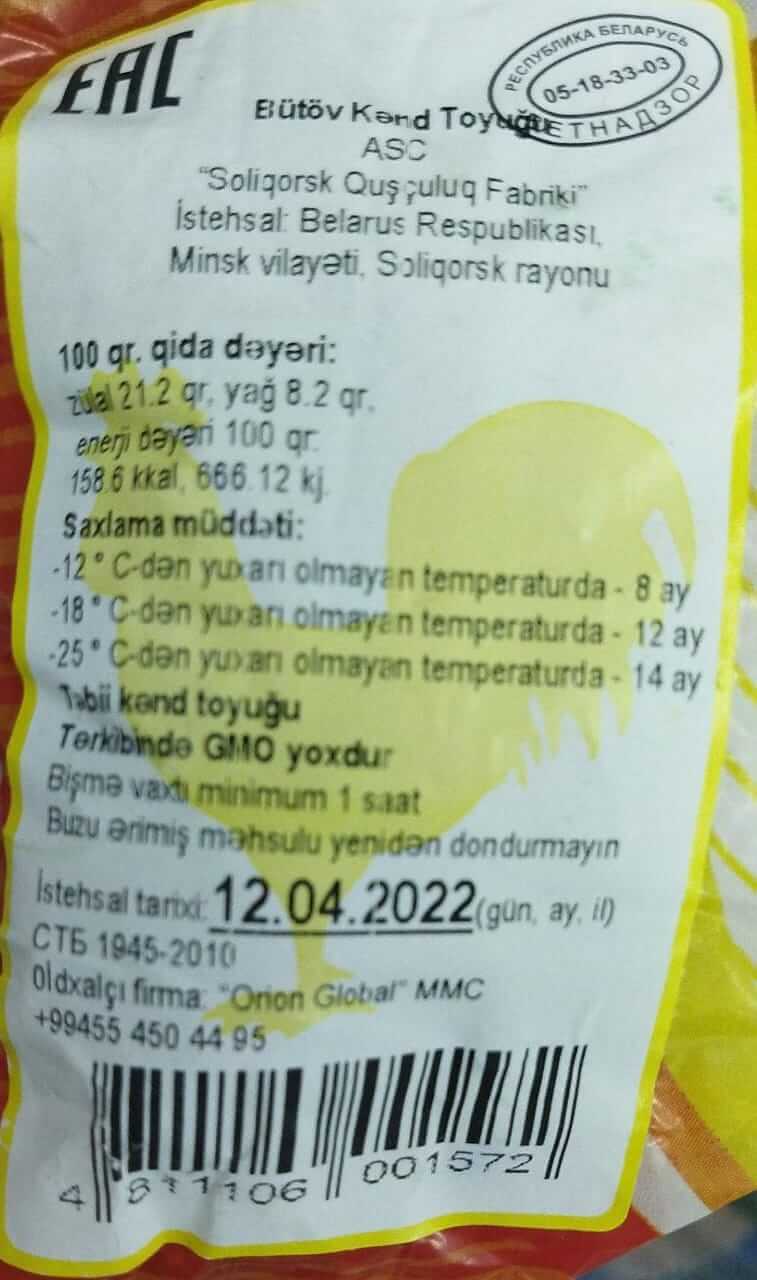 EAC
РЕСПУБЛИКА БЕЛАРУСЬ
05-18-33-03
ВЕТНАДЗОР
Bütöv Kənd Toyuğu
ASC
"Soliqorsk Quşçuluq Fabriki"
İstehsal: Belarus Respublikası,
Minsk vilayəti, Soliqorsk rayonu
100 qr. qida dəyəri:
zülal 21.2 qr, yağ 8.2 qr.
enerji dəyəri 100 qr.
158.6 kkal, 666.12 kj.
Saxlama müddəti:
-12° C-dən yuxarı olmayan temperaturda - 8 ay
-18° C-dən yuxarı olmayan temperaturda - 12 ay
-25° C-dən yuxarı olmayan temperaturda - 14 ay
Təbii kənd toyuğu
Tərkibində GMO yoxdur
Bişmə vaxtı minimum 1 saat
Buzu ərimiş məhsulu yenidən dondurmayın
İstehsal tarixi: 12.04.2022 (gün, ay, il)
СТБ 1945-2010
Oldxalçı firma: "Orion Global" MMC
+99455 450 44 95
4 811106 001572